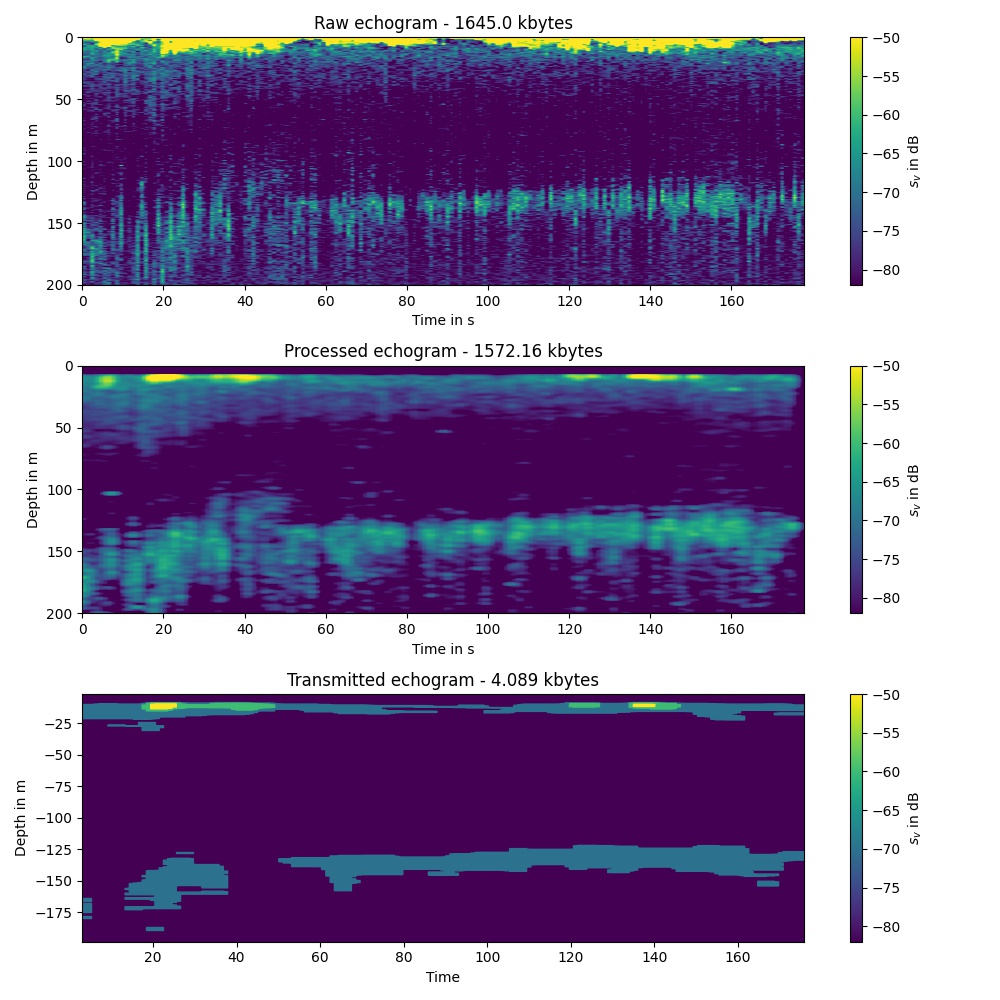 Raw echogram - 1645.0 kbytes
0
50
100
150
200
Depth in m
0 20 40 60 80 100 120 140 160
Time in s
−50
−55
−60
−65
−70
−75
−80
sv in dB
Processed echogram - 1572.16 kbytes
0
50
100
150
200
Depth in m
0 20 40 60 80 100 120 140 160
Time in s
−50
−55
−60
−65
−70
−75
−80
sv in dB
Transmitted echogram - 4.089 kbytes
−25
−50
−75
−100
−125
−150
−175
Depth in m
20 40 60 80 100 120 140 160
Time
−50
−55
−60
−65
−70
−75
−80
sv in dB